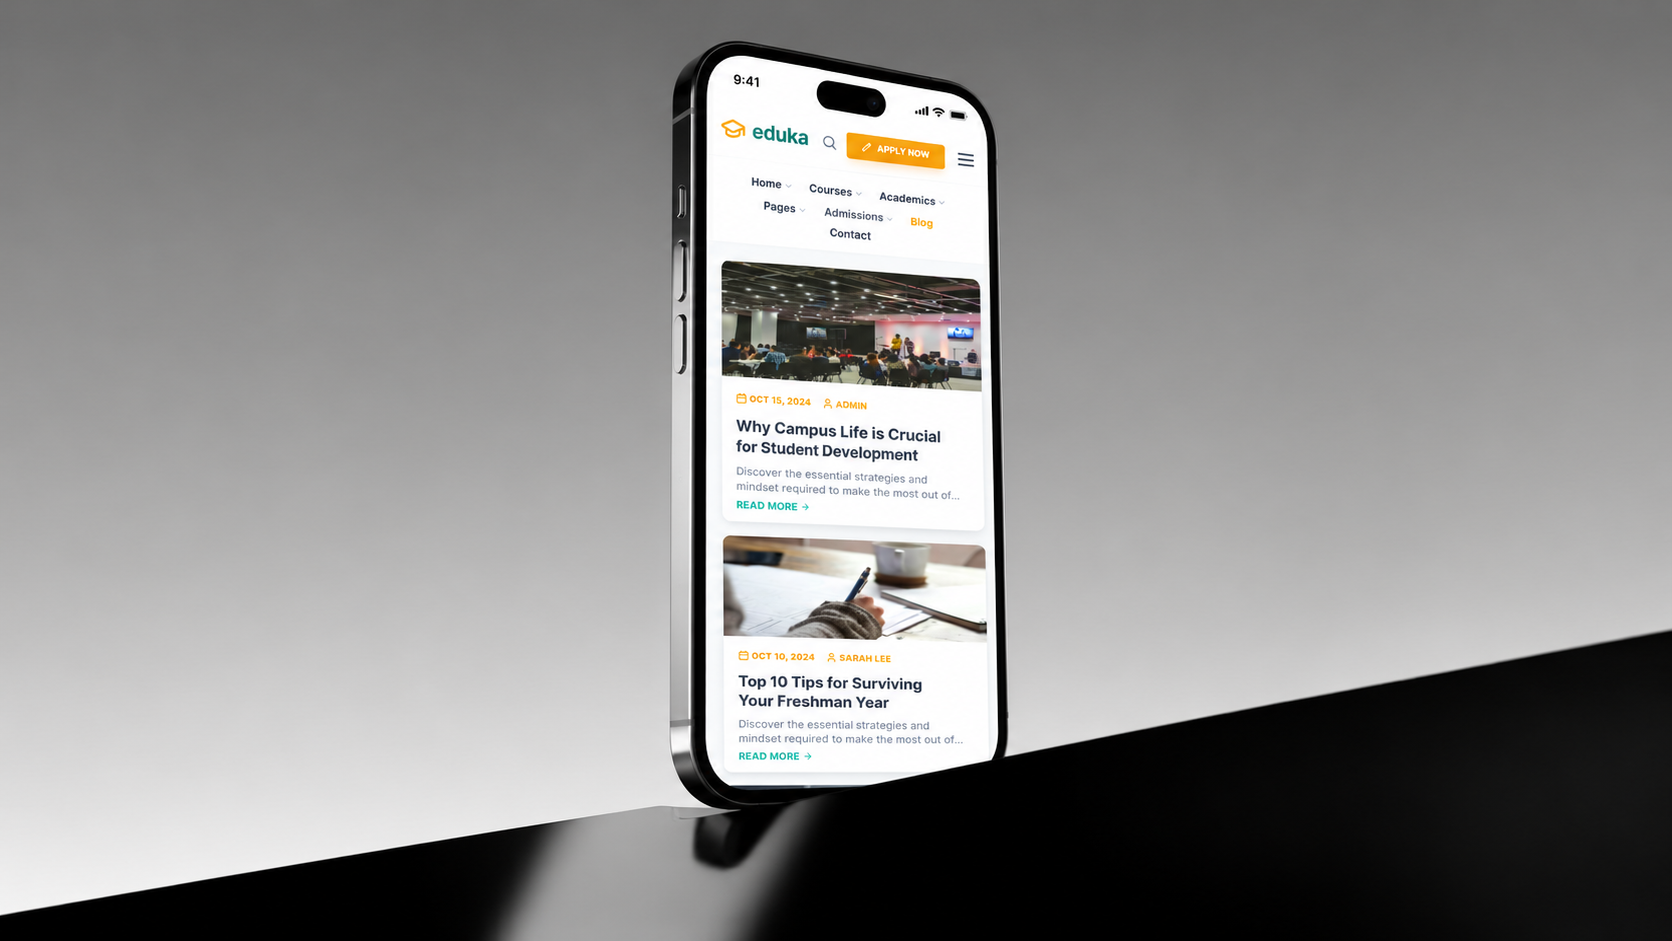 9:41
eduka
APPLY NOW
Home Courses Academics
Pages Admissions Blog
Contact
OCT 15, 2024 ADMIN
Why Campus Life is Crucial
for Student Development
Discover the essential strategies and
mindset required to make the most out of...
READ MORE →
OCT 10, 2024 SARAH LEE
Top 10 Tips for Surviving
Your Freshman Year
Discover the essential strategies and
mindset required to make the most out of...
READ MORE →